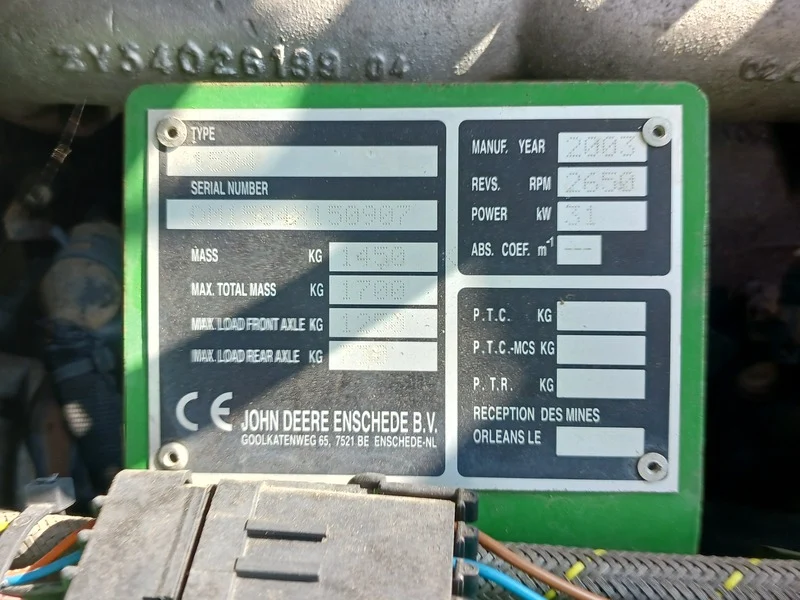 3Y34026199 04
TYPE
SERIAL NUMBER
MASS KG 1450
MAX. TOTAL MASS KG 1700
MAX. LOAD FRONT AXLE KG
MAX. LOAD REAR AXLE KG
CE JOHN DEERE ENSCHEDE B.V.
GOOLKATENWEG 65, 7521 BE ENSCHEDE-NL
MANUF. YEAR 2003
REVS. RPM 2650
POWER kW 31
ABS. COEF. m-1 ---
P.T.C. KG
P.T.C.-MCS KG
P.T.R. KG
RECEPTION DES MINES
ORLEANS LE